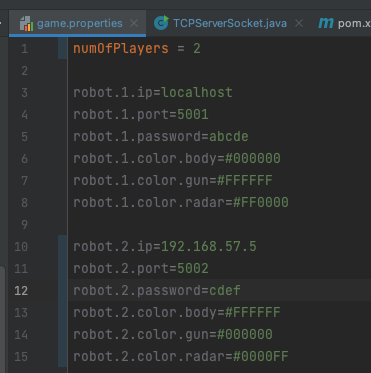 game.properties
TCPServerSocket.java
pom.x
1 numOfPlayers = 2
2
3 robot.1.ip=localhost
4 robot.1.port=5001
5 robot.1.password=abcde
6 robot.1.color.body=#000000
7 robot.1.color.gun=#FFFFFF
8 robot.1.color.radar=#FF0000
9
10 robot.2.ip=192.168.57.5
11 robot.2.port=5002
12 robot.2.password=cdef
13 robot.2.color.body=#FFFFFF
14 robot.2.color.gun=#000000
15 robot.2.color.radar=#0000FF